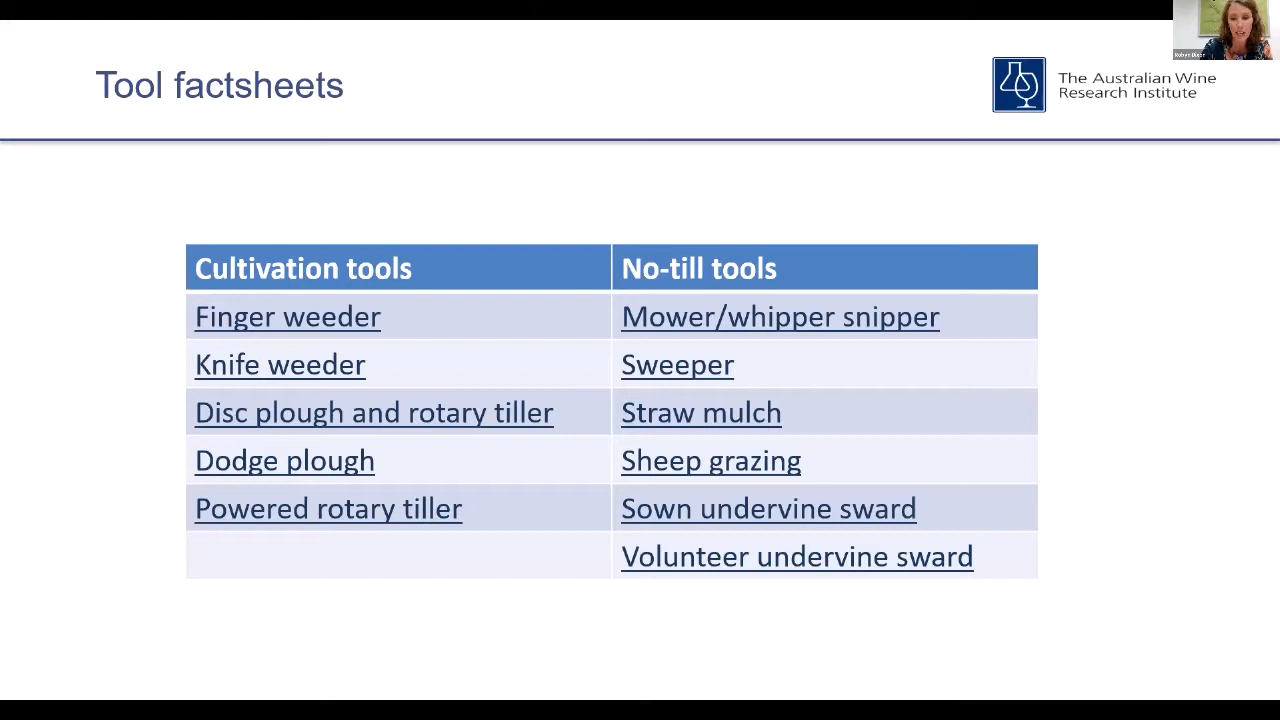 Tool factsheets
The Australian Wine
Research Institute
Robyn Dixon
Cultivation tools
No-till tools
Finger weeder
Mower/whipper snipper
Knife weeder
Sweeper
Disc plough and rotary tiller
Straw mulch
Dodge plough
Sheep grazing
Powered rotary tiller
Sown undervine sward
Volunteer undervine sward